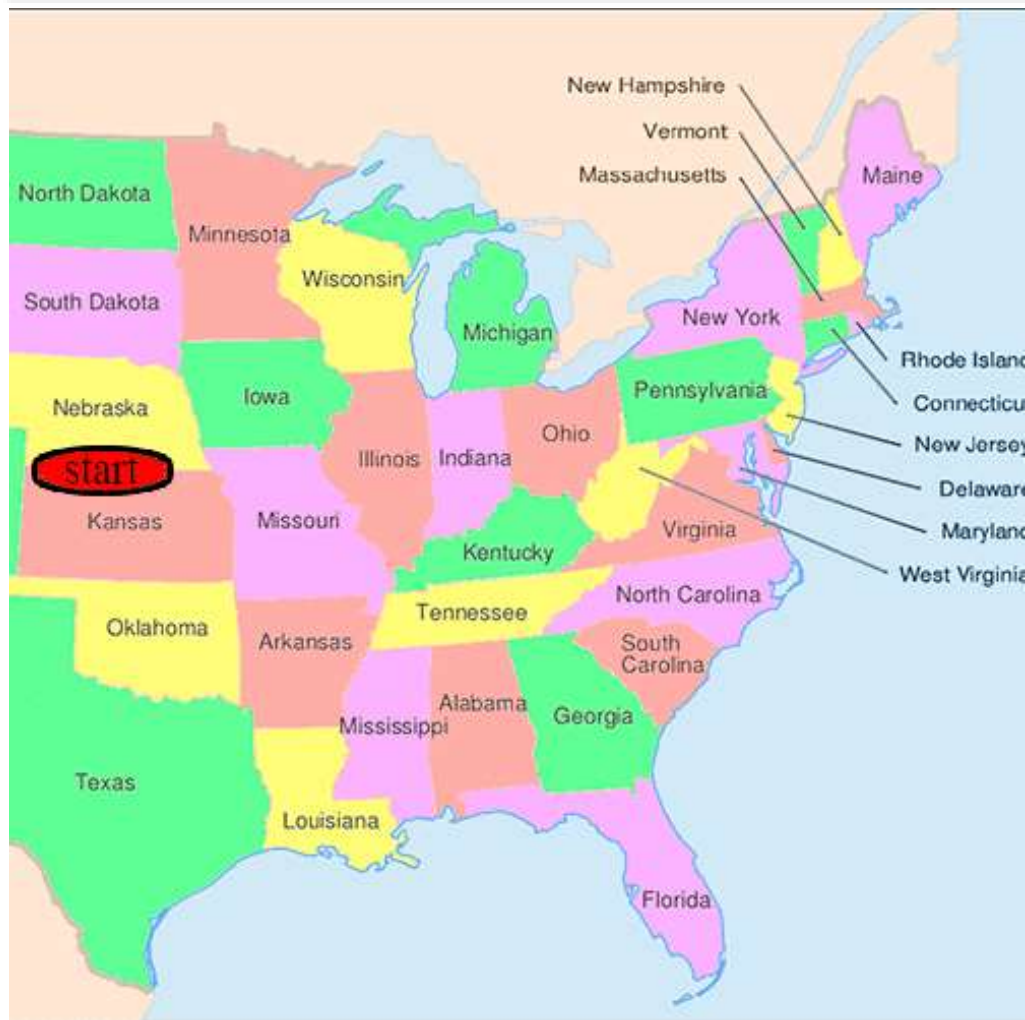 New Hampshire
Vermont
Massachusetts
Maine
North Dakota
Minnesota
Wisconsin
South Dakota
Michigan
New York
Rhode Island
Pennsylvania
Iowa
Nebraska
Connecticu
Ohio
New Jersey
Illinois
Indiana
start
Delaware
Kansas
Missouri
Virginia
Maryland
Kentucky
West Virginia
North Carolina
Tennessee
Oklahoma
Arkansas
South
Carolina
Alabama
Georgia
Mississippi
Texas
Louisiana
Florida